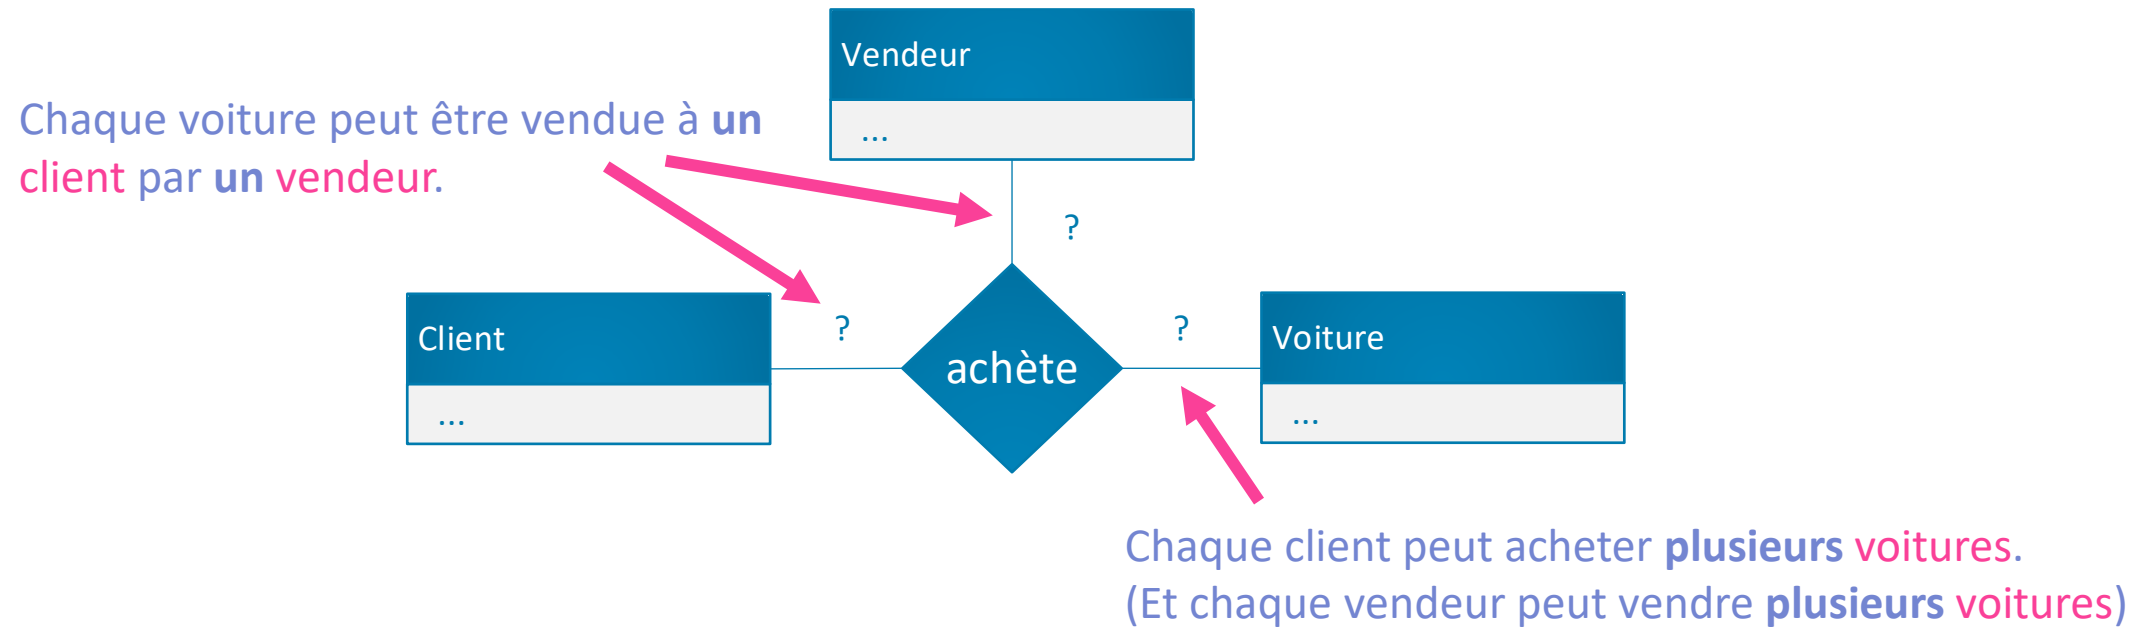 Vendeur
...
Chaque voiture peut être vendue à un
client par un vendeur.
?
Client
...
?
achète
?
Voiture
...
Chaque client peut acheter plusieurs voitures.
(Et chaque vendeur peut vendre plusieurs voitures)